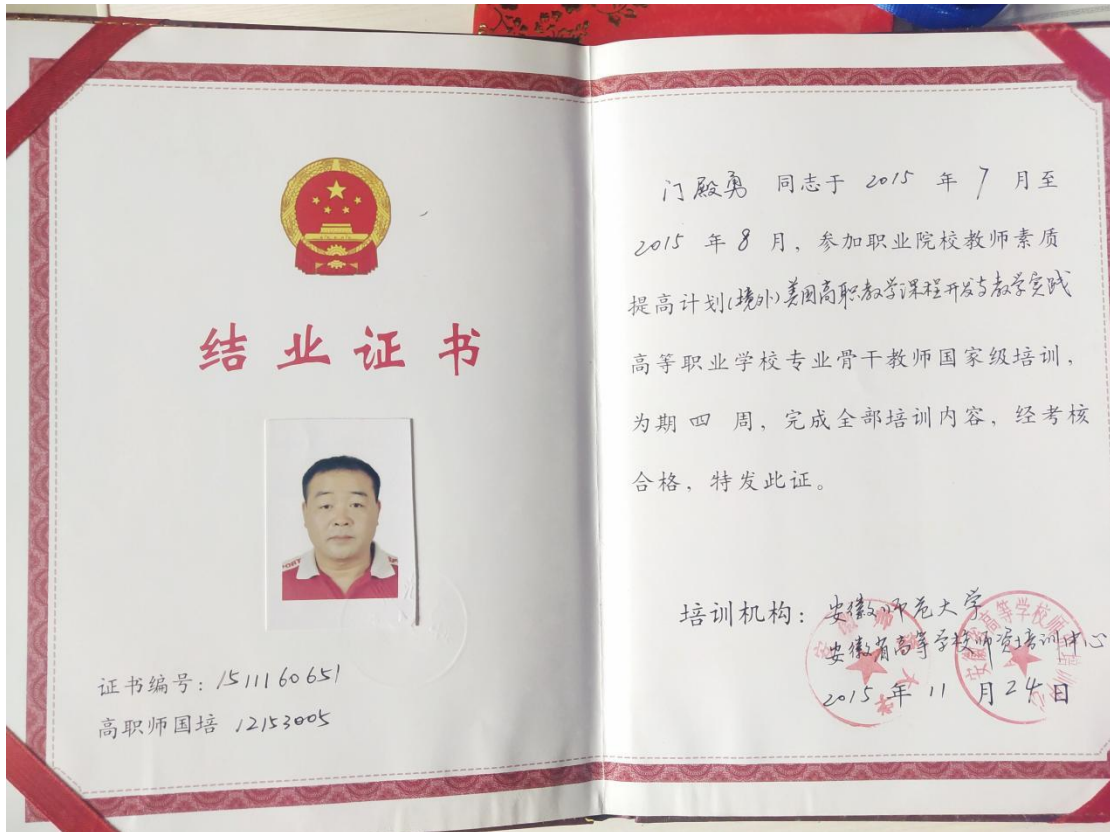 结业证书
证书编号：1511160651
高职师国培 12153005
门殿勇 同志于 2015 年 7 月至
2015 年 8 月，参加职业院校教师素质
提高计划(境外)美国高职教学课程开发与教学实践
高等职业学校专业骨干教师国家级培训，
为期 四 周，完成全部培训内容，经考核
合格，特发此证。
培训机构：安徽师范大学
安徽省高等学校师资培训中心
2015 年 11 月 24 日